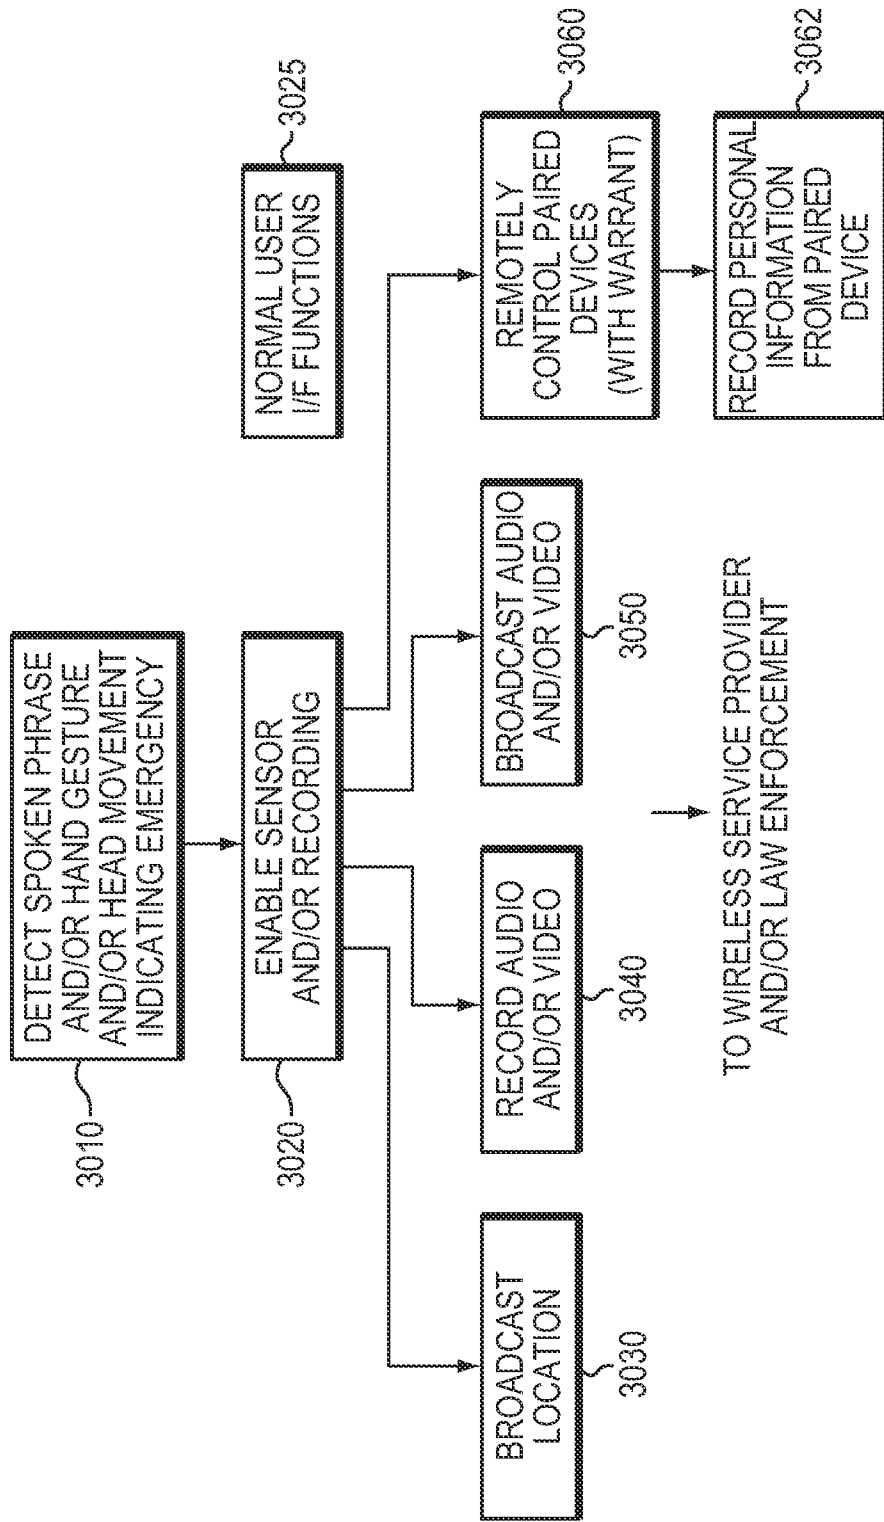 DETECT SPOKEN PHRASE
AND/OR HAND GESTURE
AND/OR HEAD MOVEMENT
INDICATING EMERGENCY
3010
ENABLE SENSOR
AND/OR RECORDING
3020
NORMAL USER
I/F FUNCTIONS
3025
BROADCAST
LOCATION
3030
RECORD AUDIO
AND/OR VIDEO
3040
BROADCAST AUDIO
AND/OR VIDEO
3050
REMOTELY
CONTROL PAIRED
DEVICES
(WITH WARRANT)
3060
RECORD PERSONAL
INFORMATION
FROM PAIRED
DEVICE
3062
TO WIRELESS SERVICE PROVIDER
AND/OR LAW ENFORCEMENT